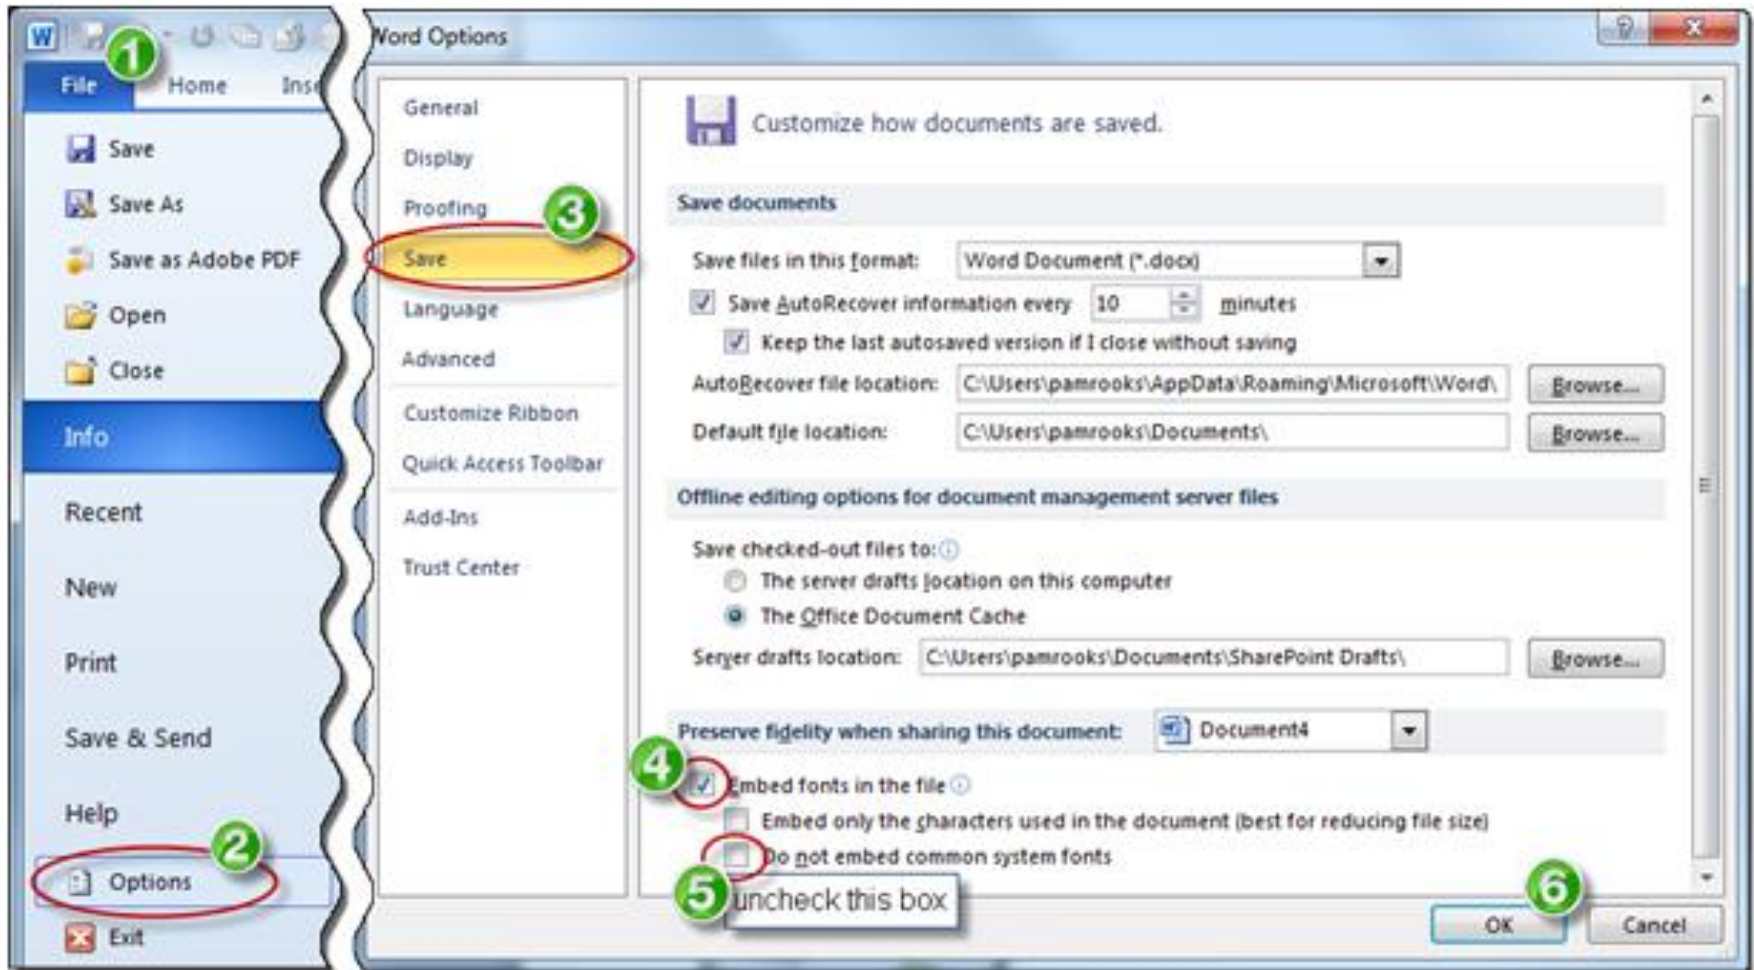 W
1
Word Options
File Home Inse
Save
Save As
Save as Adobe PDF
Open
Close
Info
Recent
New
Print
Save & Send
Help
2
Options
Exit
General
Display
Proofing
3
Save
Language
Advanced
Customize Ribbon
Quick Access Toolbar
Add-Ins
Trust Center
Customize how documents are saved.
Save documents
Save files in this format: Word Document (*.docx)
Save AutoRecover information every 10 minutes
Keep the last autosaved version if I close without saving
AutoRecover file location: C:\Users\pamrooks\AppData\Roaming\Microsoft\Word\ Browse...
Default file location: C:\Users\pamrooks\Documents\ Browse...
Offline editing options for document management server files
Save checked-out files to:
The server drafts location on this computer
The Office Document Cache
Server drafts location: C:\Users\pamrooks\Documents\SharePoint Drafts\ Browse...
Preserve fidelity when sharing this document: Document4
4
Embed fonts in the file
Embed only the characters used in the document (best for reducing file size)
Do not embed common system fonts
5 uncheck this box
6
OK Cancel